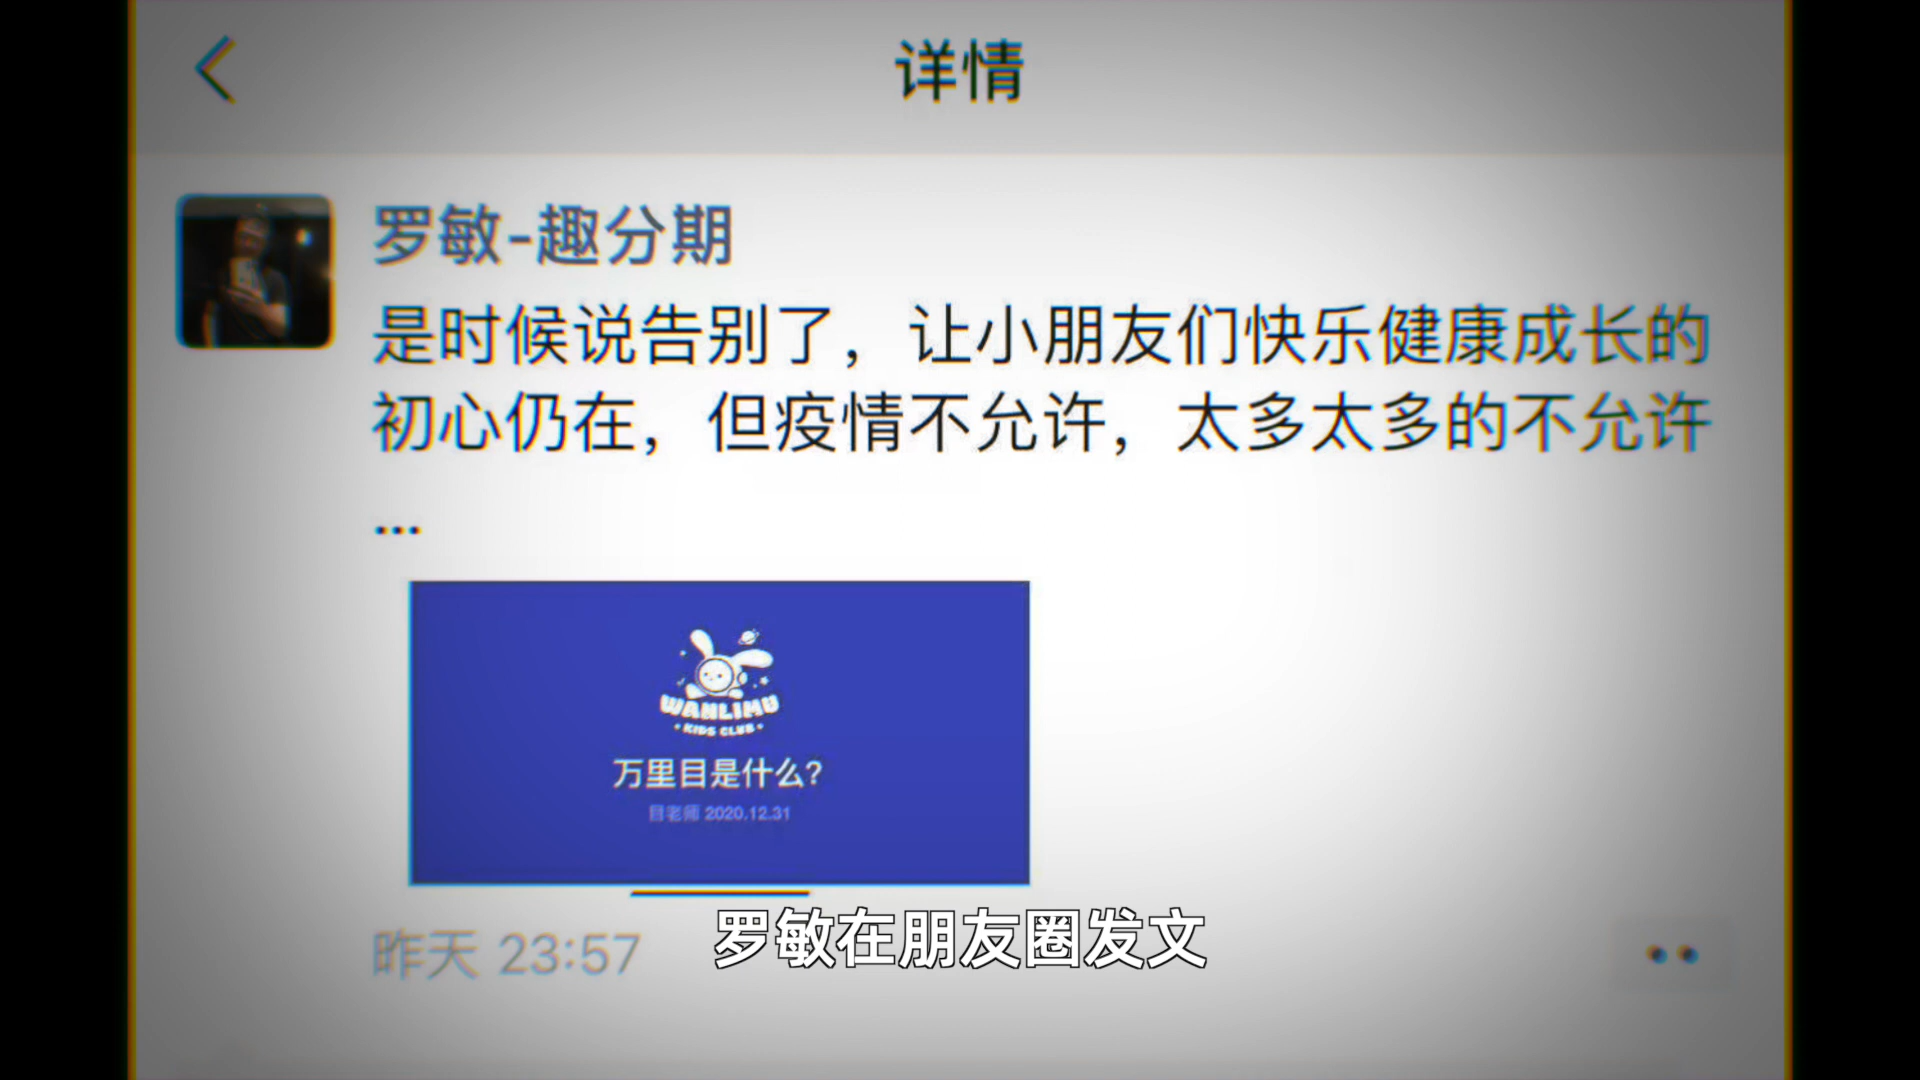 详情
罗敏-趣分期
是时候说告别了，让小朋友们快乐健康成长的
初心仍在，但疫情不允许，太多太多的不允许
...
WANLIMU
KIDS CLUB
万里目是什么?
目老师 2020.12.31
昨天 23:57
罗敏在朋友圈发文